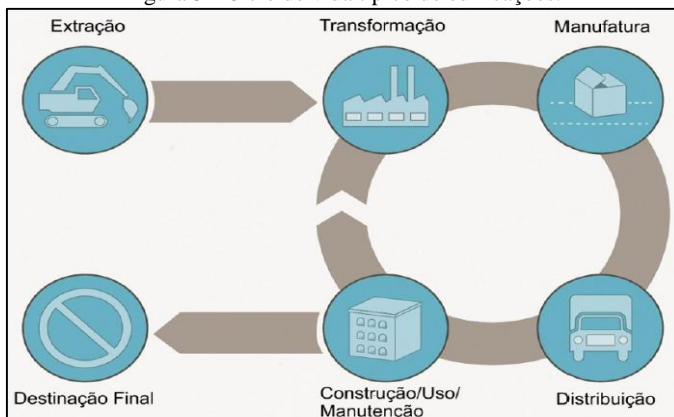 Extração
Transformação
Manufatura
Destinação Final
Construção/Uso/
Manutenção
Distribuição